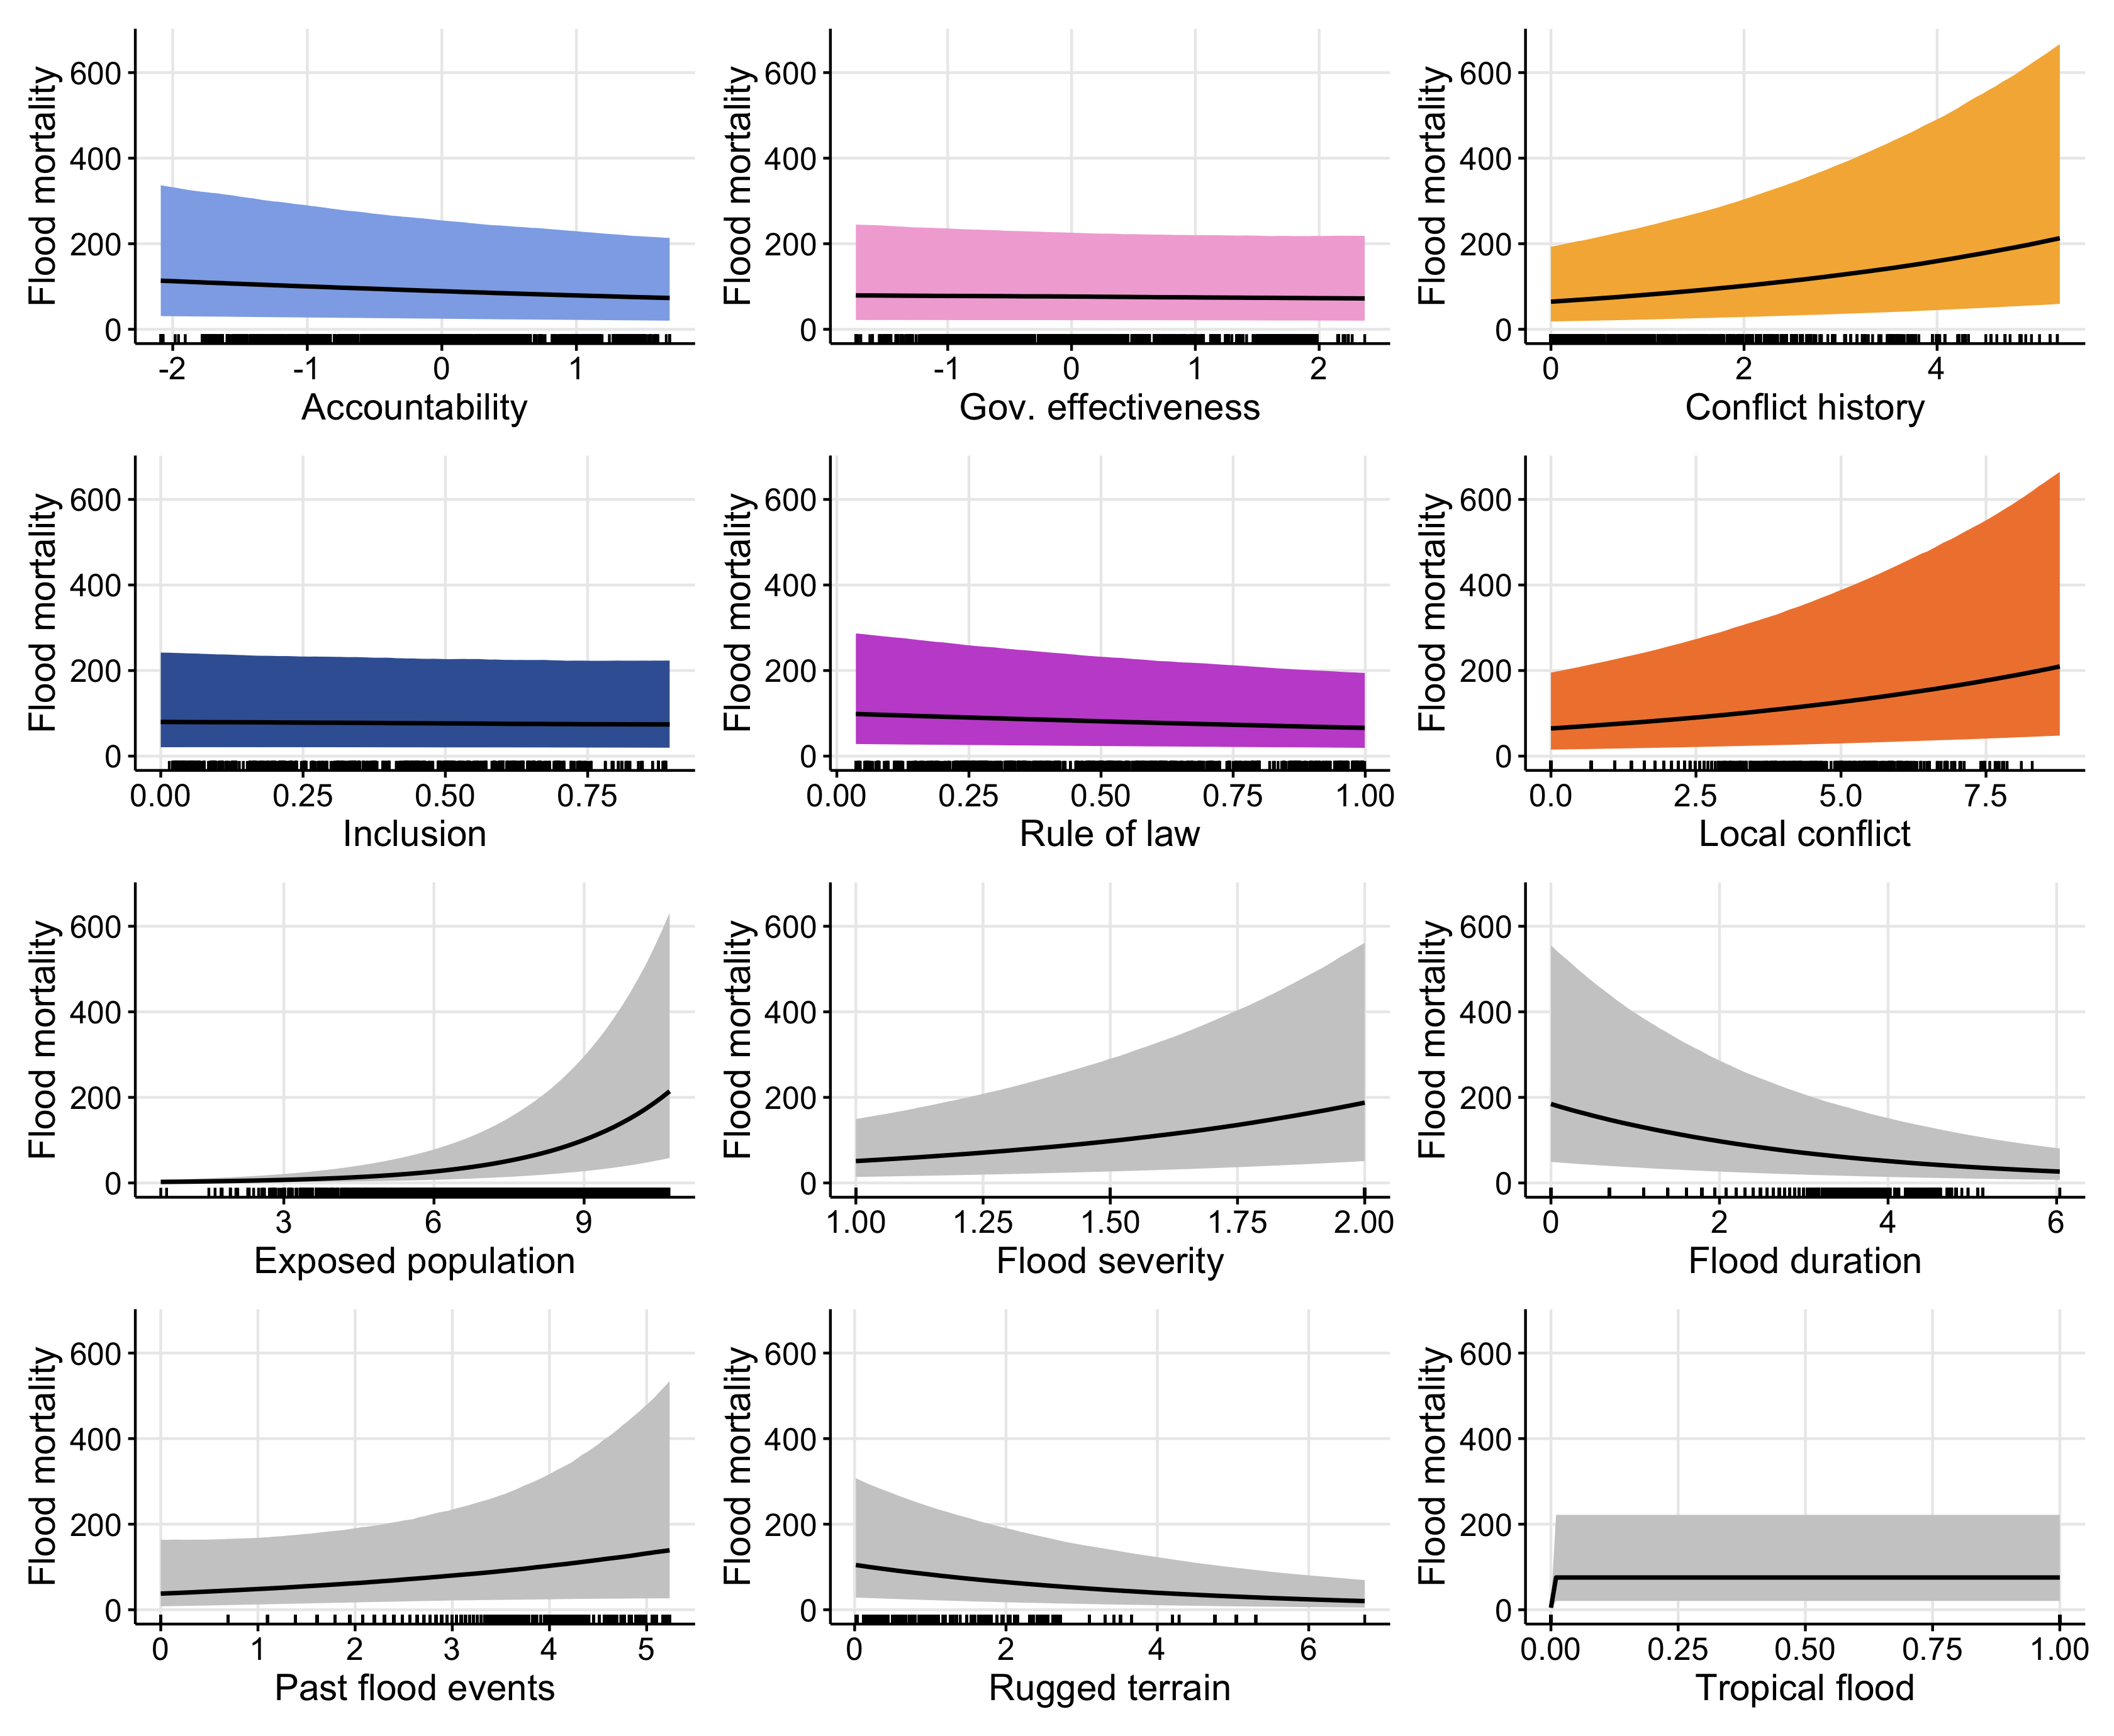 Flood mortality
600
400
200
0
-2 -1 0 1
Accountability
Flood mortality
600
400
200
0
-1 0 1 2
Gov. effectiveness
Flood mortality
600
400
200
0
0 2 4
Conflict history
Flood mortality
600
400
200
0
0.00 0.25 0.50 0.75
Inclusion
Flood mortality
600
400
200
0
0.00 0.25 0.50 0.75 1.00
Rule of law
Flood mortality
600
400
200
0
0.0 2.5 5.0 7.5
Local conflict
Flood mortality
600
400
200
0
3 6 9
Exposed population
Flood mortality
600
400
200
0
1.00 1.25 1.50 1.75 2.00
Flood severity
Flood mortality
600
400
200
0
0 2 4 6
Flood duration
Flood mortality
600
400
200
0
0 1 2 3 4 5
Past flood events
Flood mortality
600
400
200
0
0 2 4 6
Rugged terrain
Flood mortality
600
400
200
0
0.00 0.25 0.50 0.75 1.00
Tropical flood